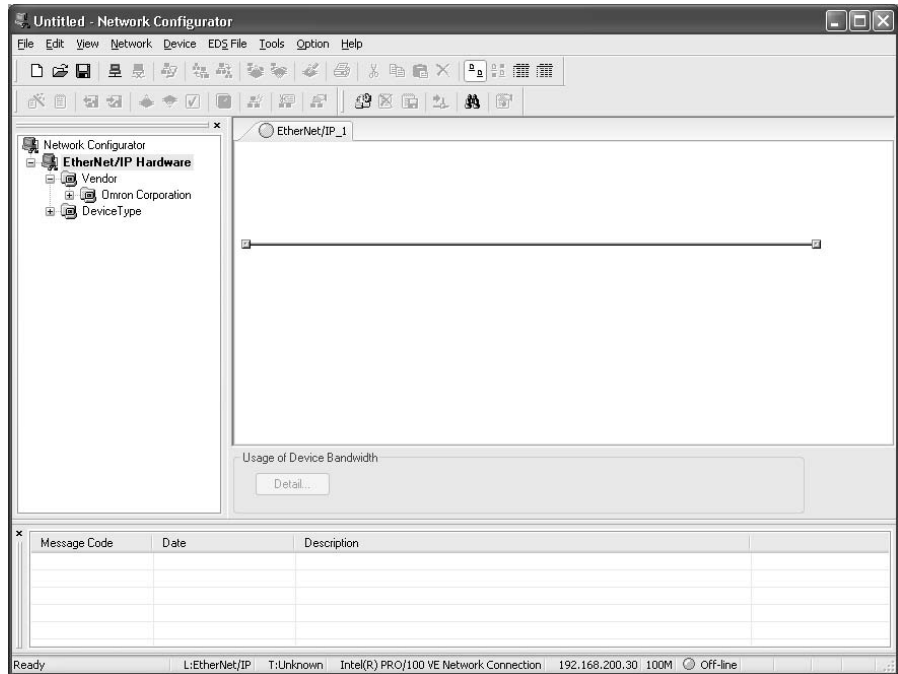 Untitled - Network Configurator
File Edit View Network Device EDS File Tools Option Help
EtherNet/IP_1
Network Configurator
EtherNet/IP Hardware
Vendor
Omron Corporation
DeviceType
Usage of Device Bandwidth
Detail...
Message Code Date Description
Ready L:EtherNet/IP T:Unknown Intel(R) PRO/100 VE Network Connection 192.168.200.30 100M Off-line